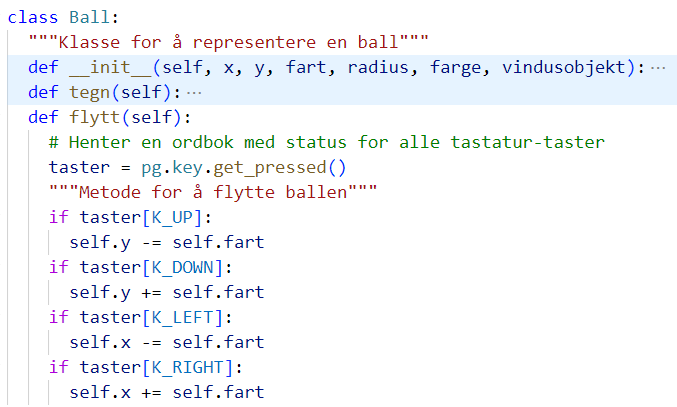 class Ball:
  """Klasse for å representere en ball"""
  def __init__(self, x, y, fart, radius, farge, vindusobjekt):···
  def tegn(self):···
  def flytt(self):
    # Henter en ordbok med status for alle tastatur-taster
    taster = pg.key.get_pressed()
    """Metode for å flytte ballen"""
    if taster[K_UP]:
      self.y -= self.fart
    if taster[K_DOWN]:
      self.y += self.fart
    if taster[K_LEFT]:
      self.x -= self.fart
    if taster[K_RIGHT]:
      self.x += self.fart